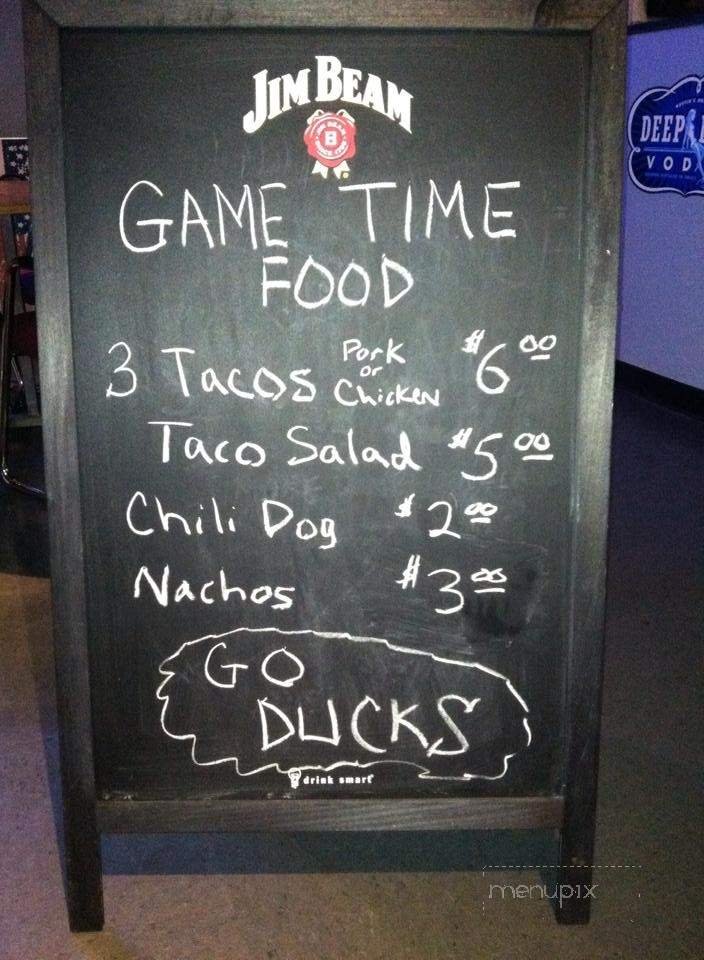 JIM BEAM
B
DEEP
VOD
GAME TIME
FOOD
3 Tacos Pork or Chicken $6.00
Taco Salad $5.00
Chili Dog $2.00
Nachos $3.00
GO
DUCKS
drink smart
menupix